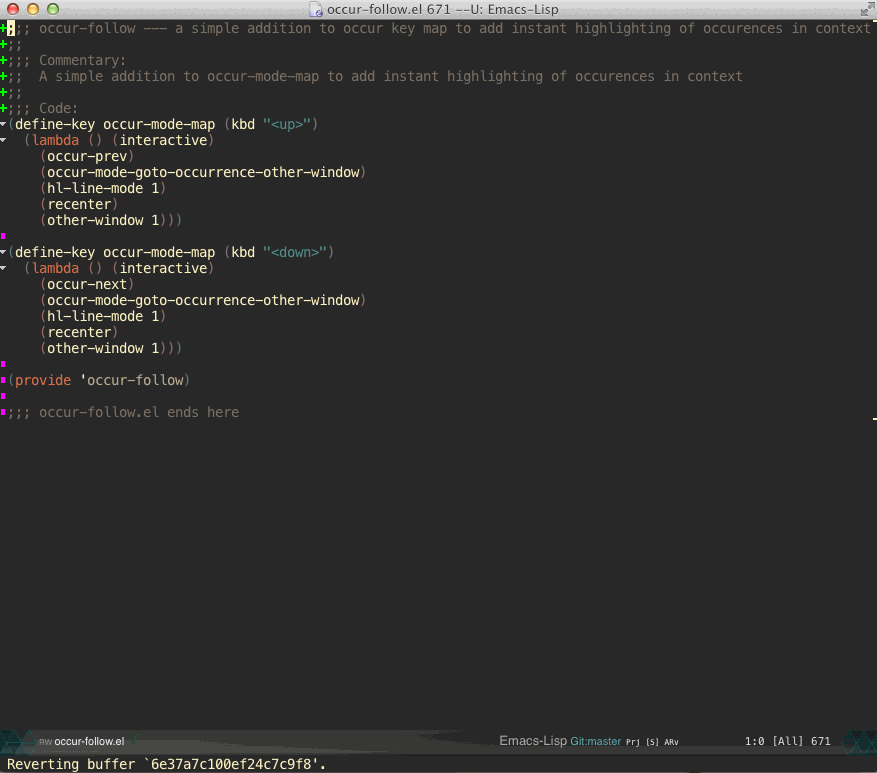 occur-follow.el 671 --U: Emacs-Lisp
;;; occur-follow --- a simple addition to occur key map to add instant highlighting of occurences in context
;;
;;; Commentary:
;;  A simple addition to occur-mode-map to add instant highlighting of occurences in context
;;
;;; Code:
(define-key occur-mode-map (kbd "<up>")
  (lambda () (interactive)
    (occur-prev)
    (occur-mode-goto-occurrence-other-window)
    (hl-line-mode 1)
    (recenter)
    (other-window 1)))
(define-key occur-mode-map (kbd "<down>")
  (lambda () (interactive)
    (occur-next)
    (occur-mode-goto-occurrence-other-window)
    (hl-line-mode 1)
    (recenter)
    (other-window 1)))
(provide 'occur-follow)
;;; occur-follow.el ends here
RW occur-follow.el Emacs-Lisp Git:master Prj [S] ARv 1:0 [All] 671
Reverting buffer `6e37a7c100ef24c7c9f8'.